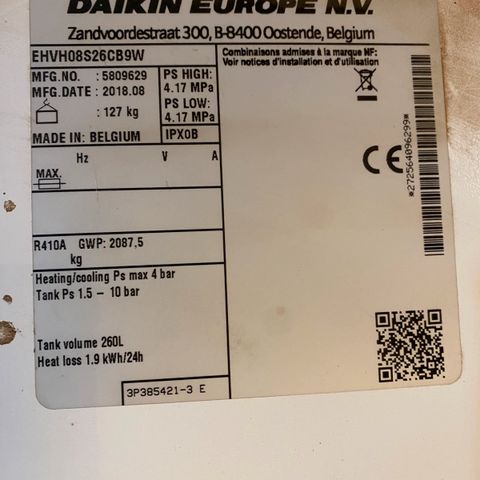 DAIKIN EUROPE N.V.
Zandvoordestraat 300, B-8400 Oostende, Belgium
EHVH08S26CB9W
MFG.NO. : 5809629
MFG.DATE : 2018.08
: 127 kg
MADE IN: BELGIUM
PS HIGH:
4.17 MPa
PS LOW:
4.17 MPa
IPX0B
Combinaisons admises à la marque NF:
Voir notices d'installation et d'utilisation
Hz V A
MAX.
R410A GWP: 2087,5
kg
Heating/cooling Ps max 4 bar
Tank Ps 1.5 – 10 bar
Tank volume 260L
Heat loss 1.9 kWh/24h
3P385421-3 E
CE
*272564096299*